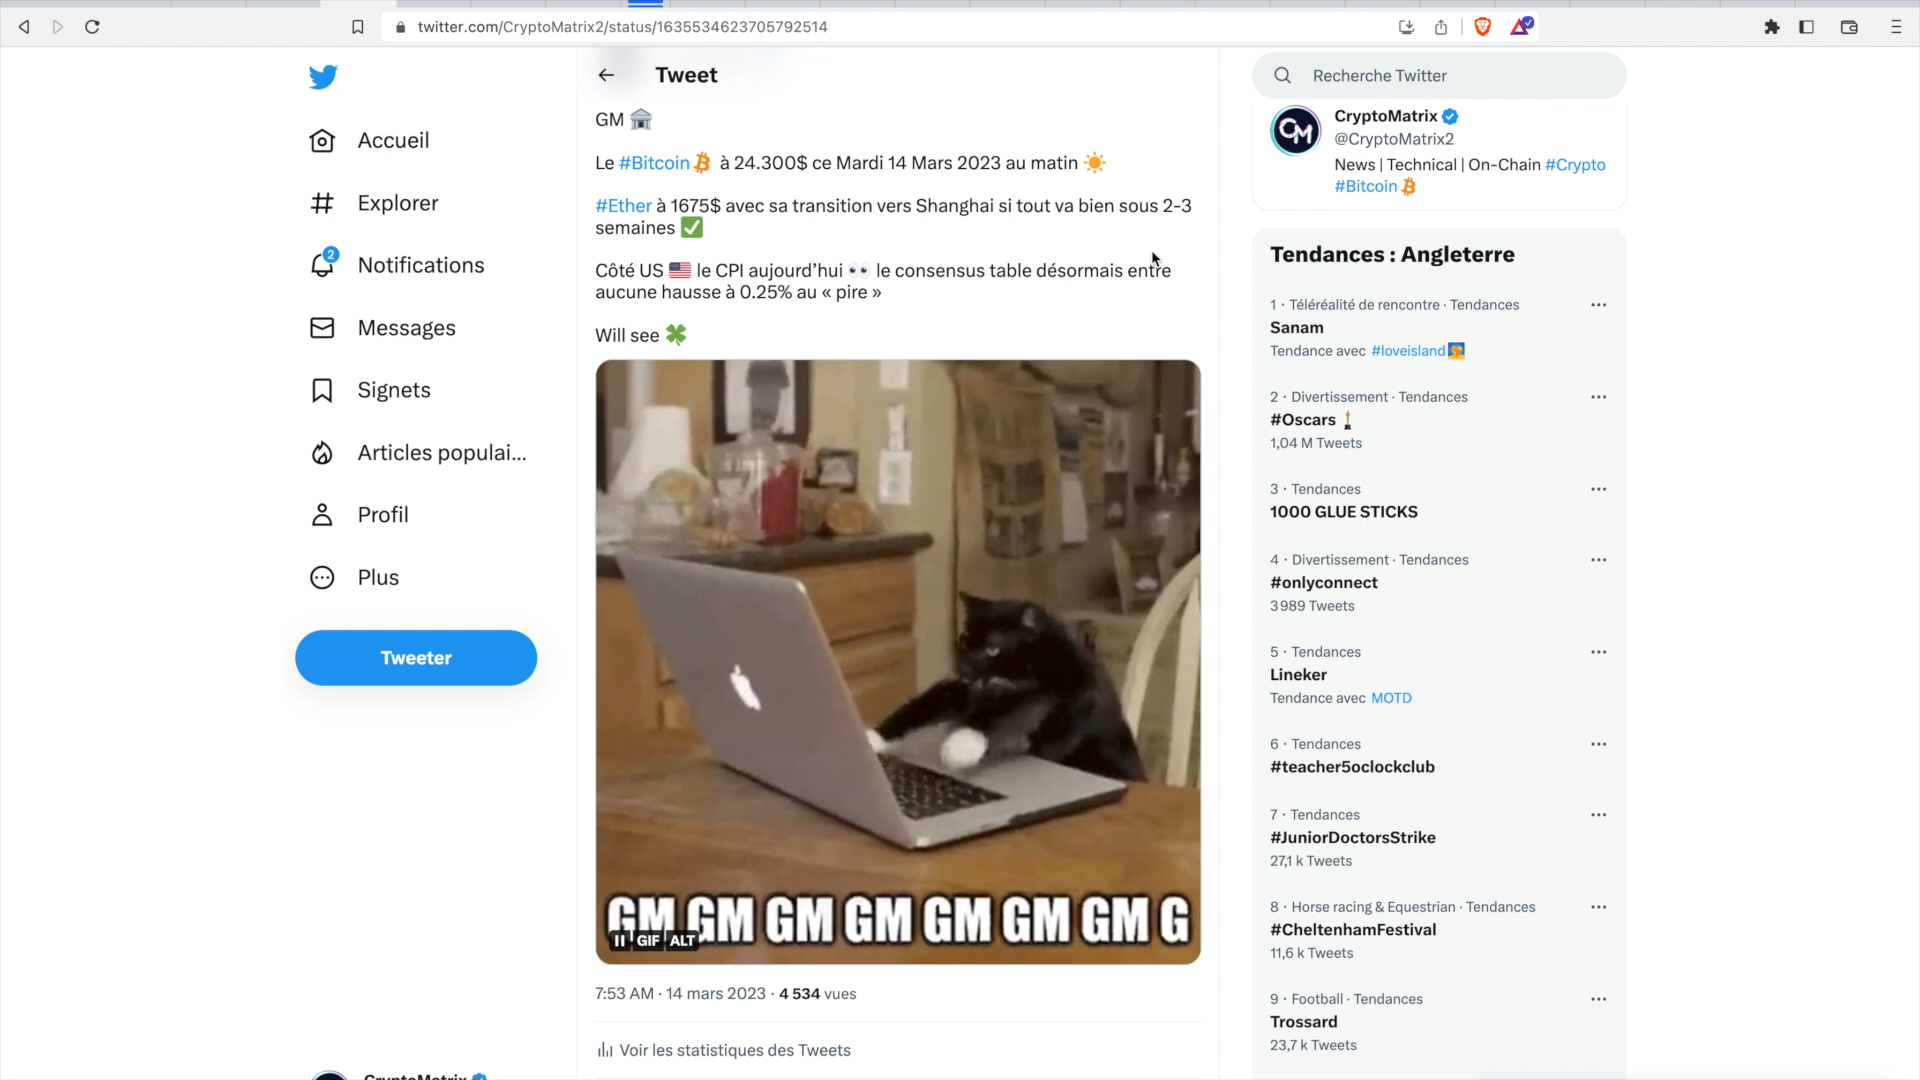 twitter.com/CryptoMatrix2/status/1635534623705792514
Accueil
Explorer
2
Notifications
Messages
Signets
Articles populai...
Profil
Plus
Tweeter
Tweet
GM 🏛️
Le #Bitcoin à 24.300$ ce Mardi 14 Mars 2023 au matin ☀️
#Ether à 1675$ avec sa transition vers Shanghai si tout va bien sous 2-3
semaines ✅
Côté US 🇺🇸 le CPI aujourd’hui 👀 le consensus table désormais entre
aucune hausse à 0.25% au « pire »
Will see 🍀
GM GM GM GM GM GM GM G
GIF ALT
7:53 AM · 14 mars 2023 · 4 534 vues
Voir les statistiques des Tweets
CryptoMatrix
Recherche Twitter
CM
CryptoMatrix
@CryptoMatrix2
News | Technical | On-Chain #Crypto
#Bitcoin
Tendances : Angleterre
1 · Téléréalité de rencontre · Tendances
Sanam
Tendance avec #loveisland
2 · Divertissement · Tendances
#Oscars
1,04 M Tweets
3 · Tendances
1000 GLUE STICKS
4 · Divertissement · Tendances
#onlyconnect
3 989 Tweets
5 · Tendances
Lineker
Tendance avec MOTD
6 · Tendances
#teacher5oclockclub
7 · Tendances
#JuniorDoctorsStrike
27,1 k Tweets
8 · Horse racing & Equestrian · Tendances
#CheltenhamFestival
11,6 k Tweets
9 · Football · Tendances
Trossard
23,7 k Tweets